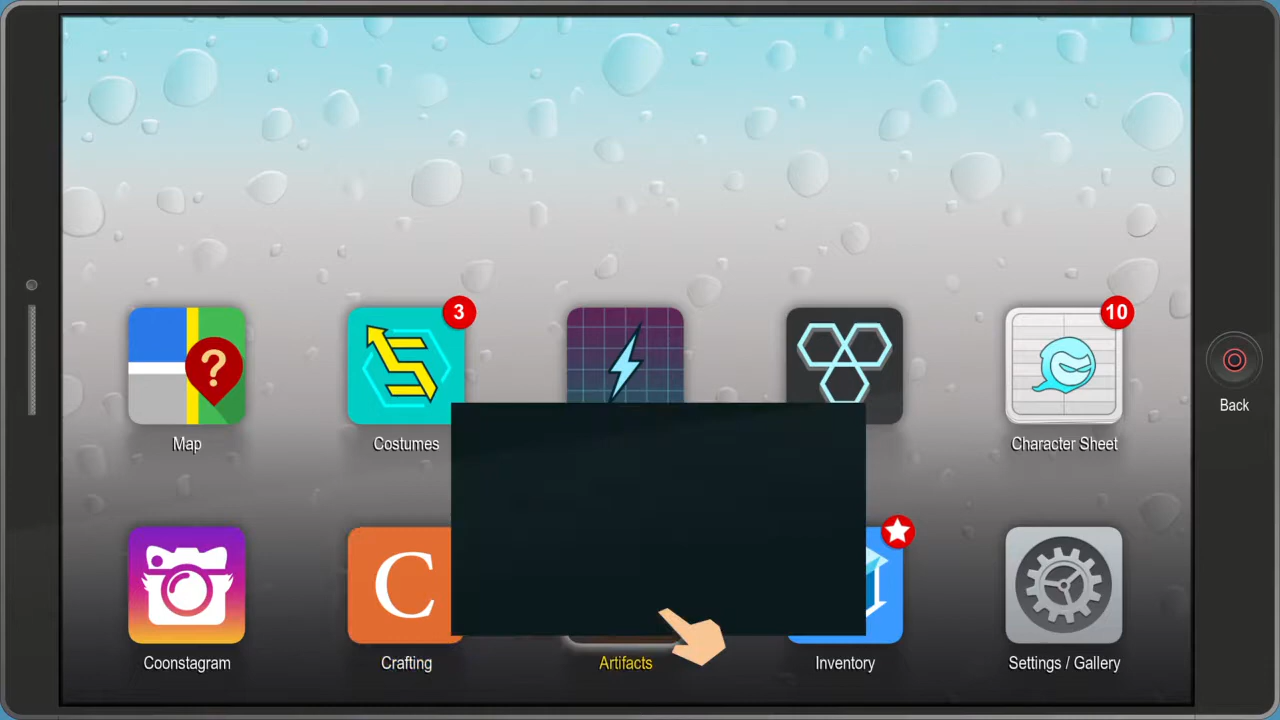 3
10
?
Back
Map
Costumes
Character Sheet
C
Coonstagram
Crafting
Artifacts
Inventory
Settings / Gallery